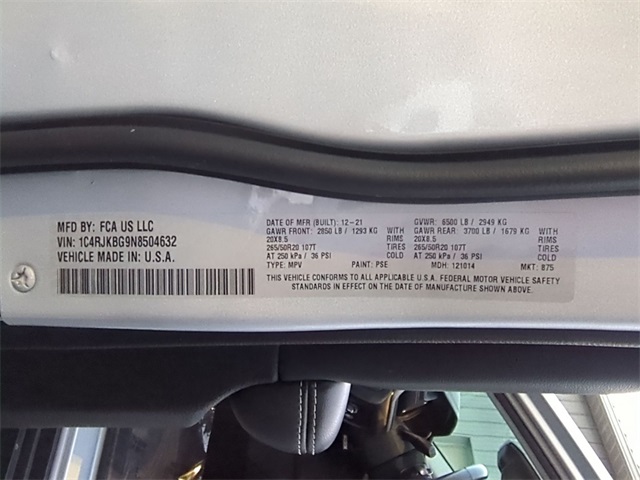 MFD BY: FCA US LLC
VIN: 1C4RJKBG9N8504632
VEHICLE MADE IN: U.S.A.
DATE OF MFR (BUILT): 12-21
GAWR FRONT: 2850 LB / 1293 KG WITH
20X8.5 RIMS
265/50R20 107T TIRES
AT 250 kPa / 36 PSI COLD
TYPE: MPV PAINT: PSE
GVWR: 6500 LB / 2949 KG
GAWR REAR: 3700 LB / 1679 KG WITH
20X8.5 RIMS
265/50R20 107T TIRES
AT 250 kPa / 36 PSI COLD
MDH: 121014 MKT: B75
THIS VEHICLE CONFORMS TO ALL APPLICABLE U.S.A. FEDERAL MOTOR VEHICLE SAFETY
STANDARDS IN EFFECT ON THE DATE OF MANUFACTURE SHOWN ABOVE.